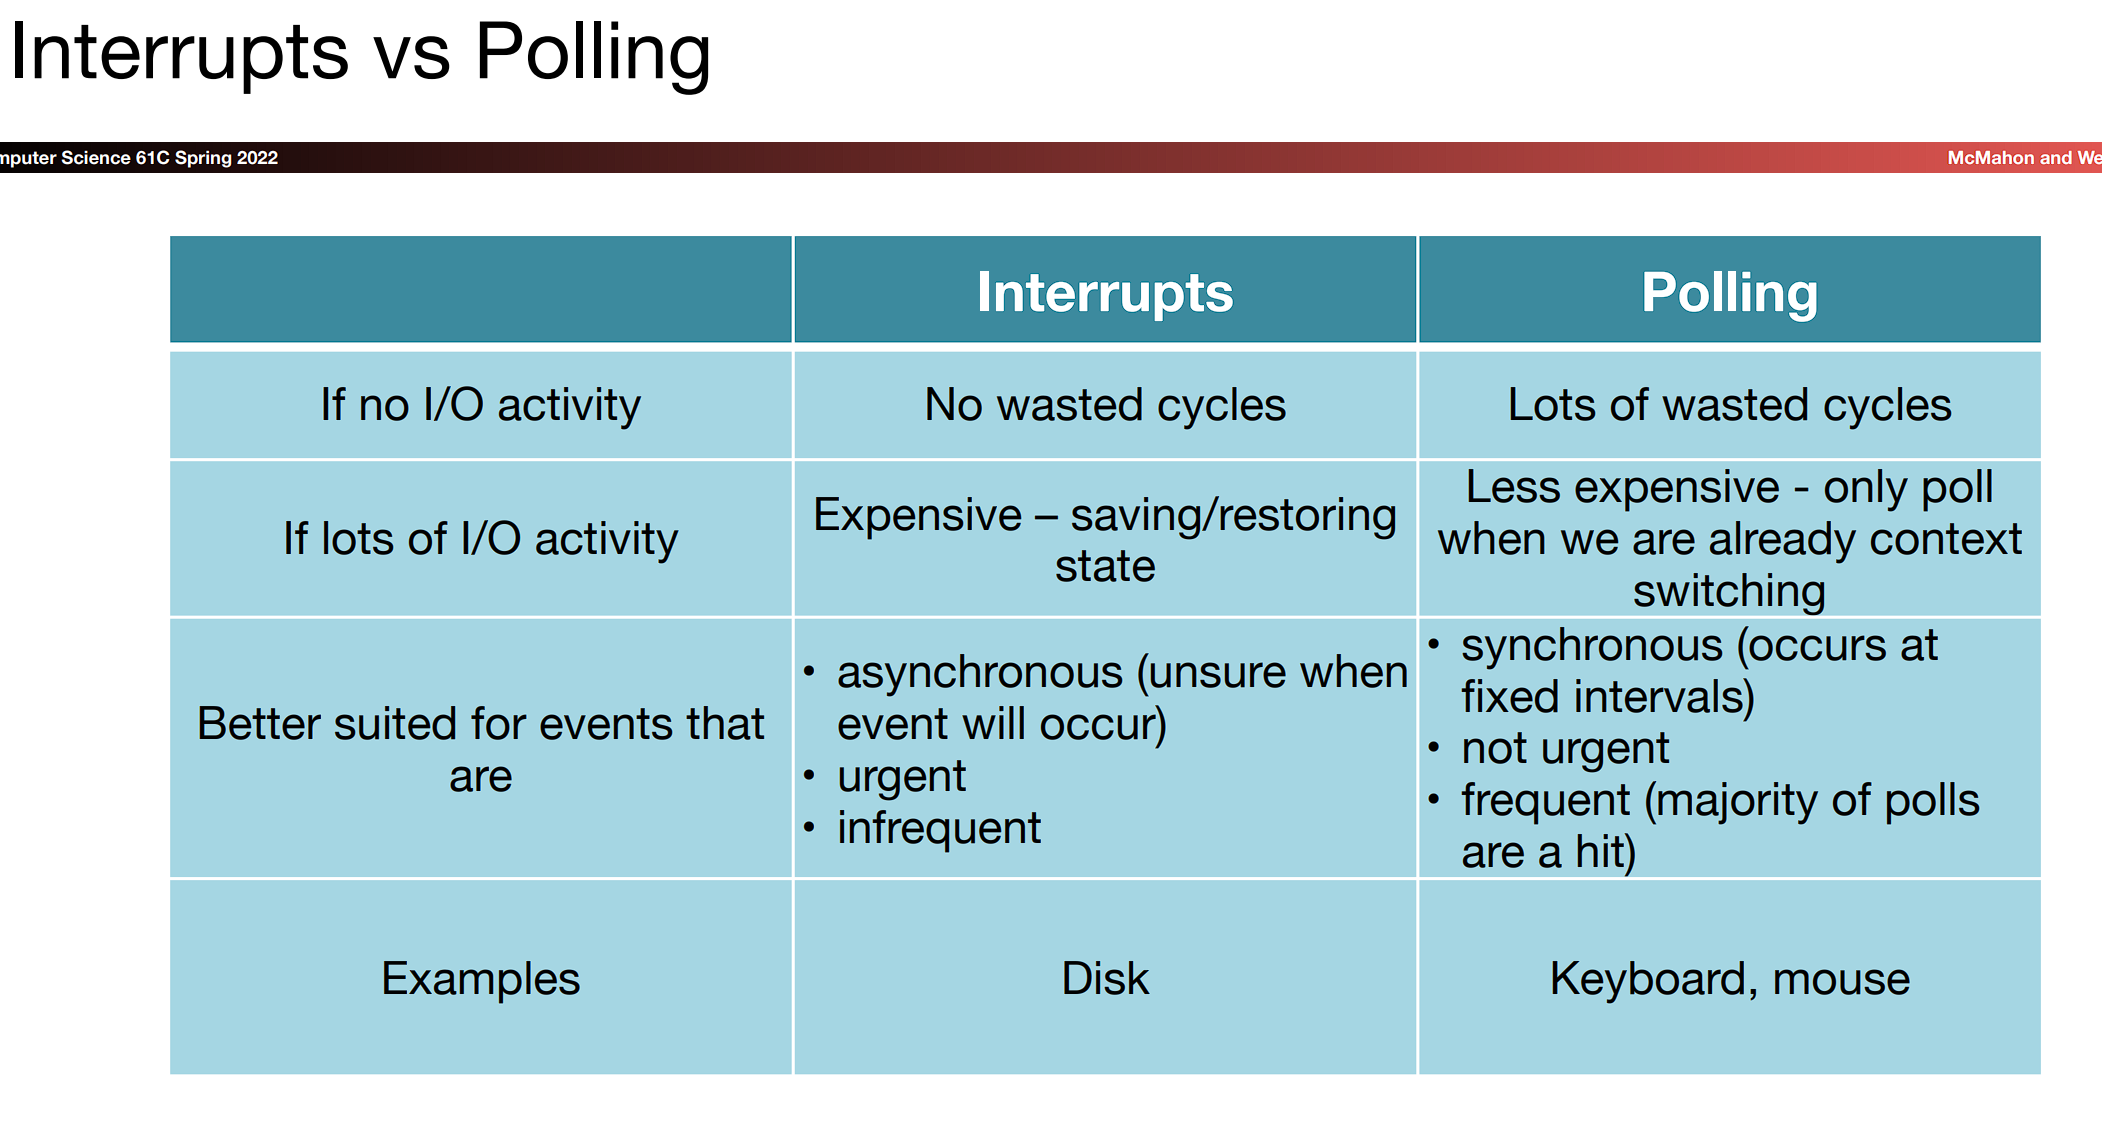 Interrupts vs Polling
mputer Science 61C Spring 2022
McMahon and We
Interrupts
Polling
If no I/O activity
No wasted cycles
Lots of wasted cycles
If lots of I/O activity
Expensive – saving/restoring
state
Less expensive - only poll
when we are already context
switching
Better suited for events that
are
• asynchronous (unsure when
event will occur)
• urgent
• infrequent
• synchronous (occurs at
fixed intervals)
• not urgent
• frequent (majority of polls
are a hit)
Examples
Disk
Keyboard, mouse